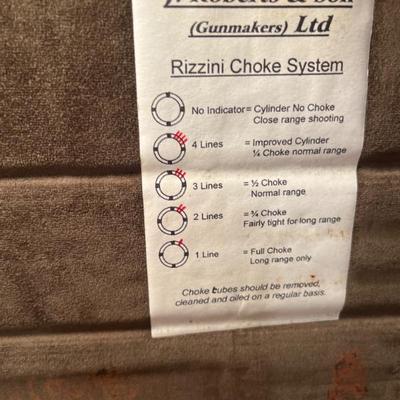 J. Roberts & Son
(Gunmakers) Ltd
Rizzini Choke System
No Indicator= Cylinder No Choke
Close range shooting
4 Lines = Improved Cylinder
¼ Choke normal range
3 Lines = ½ Choke
Normal range
2 Lines = ¾ Choke
Fairly tight for long range
1 Line = Full Choke
Long range only
Choke tubes should be removed,
cleaned and oiled on a regular basis.